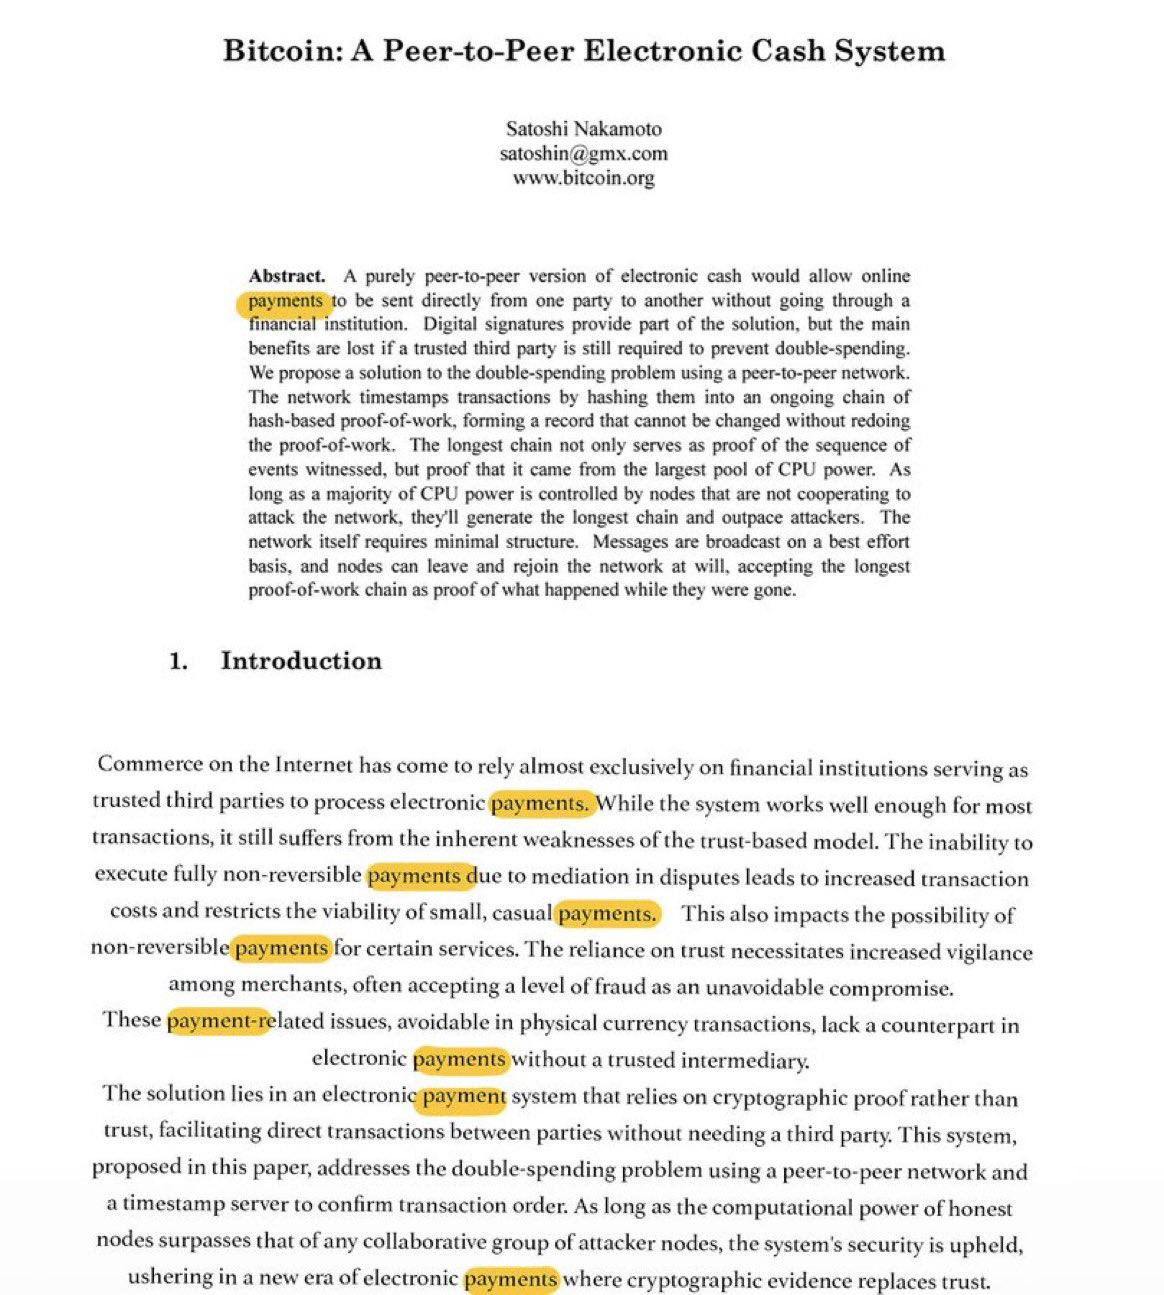 Bitcoin: A Peer-to-Peer Electronic Cash System
Satoshi Nakamoto
satoshin@gmx.com
www.bitcoin.org
Abstract. A purely peer-to-peer version of electronic cash would allow online
payments to be sent directly from one party to another without going through a
financial institution. Digital signatures provide part of the solution, but the main
benefits are lost if a trusted third party is still required to prevent double-spending.
We propose a solution to the double-spending problem using a peer-to-peer network.
The network timestamps transactions by hashing them into an ongoing chain of
hash-based proof-of-work, forming a record that cannot be changed without redoing
the proof-of-work. The longest chain not only serves as proof of the sequence of
events witnessed, but proof that it came from the largest pool of CPU power. As
long as a majority of CPU power is controlled by nodes that are not cooperating to
attack the network, they'll generate the longest chain and outpace attackers. The
network itself requires minimal structure. Messages are broadcast on a best effort
basis, and nodes can leave and rejoin the network at will, accepting the longest
proof-of-work chain as proof of what happened while they were gone.
1. Introduction
Commerce on the Internet has come to rely almost exclusively on financial institutions serving as
trusted third parties to process electronic payments. While the system works well enough for most
transactions, it still suffers from the inherent weaknesses of the trust-based model. The inability to
execute fully non-reversible payments due to mediation in disputes leads to increased transaction
costs and restricts the viability of small, casual payments. This also impacts the possibility of
non-reversible payments for certain services. The reliance on trust necessitates increased vigilance
among merchants, often accepting a level of fraud as an unavoidable compromise.
These payment-related issues, avoidable in physical currency transactions, lack a counterpart in
electronic payments without a trusted intermediary.
The solution lies in an electronic payment system that relies on cryptographic proof rather than
trust, facilitating direct transactions between parties without needing a third party. This system,
proposed in this paper, addresses the double-spending problem using a peer-to-peer network and
a timestamp server to confirm transaction order. As long as the computational power of honest
nodes surpasses that of any collaborative group of attacker nodes, the system's security is upheld,
ushering in a new era of electronic payments where cryptographic evidence replaces trust.